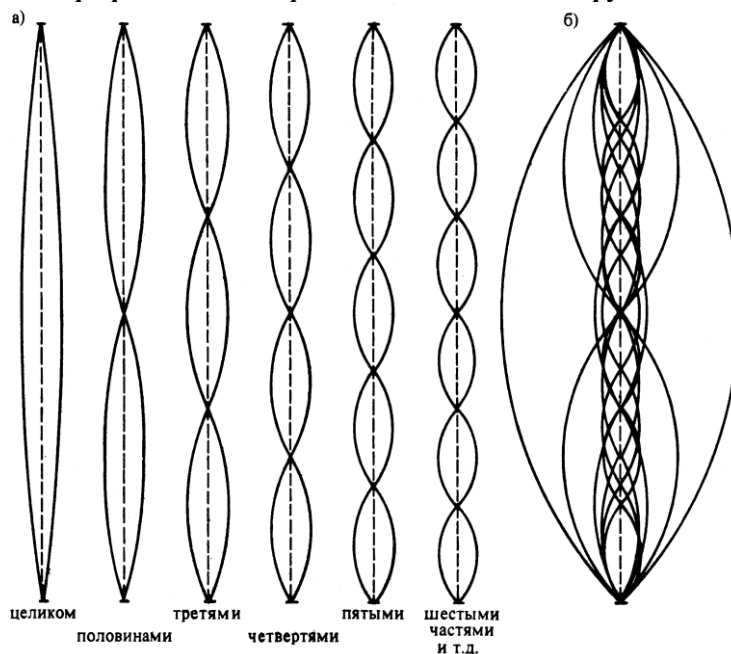 а)
б)
целиком
половинами
третями
четвертями
пятыми
шестыми
частями
и т.д.